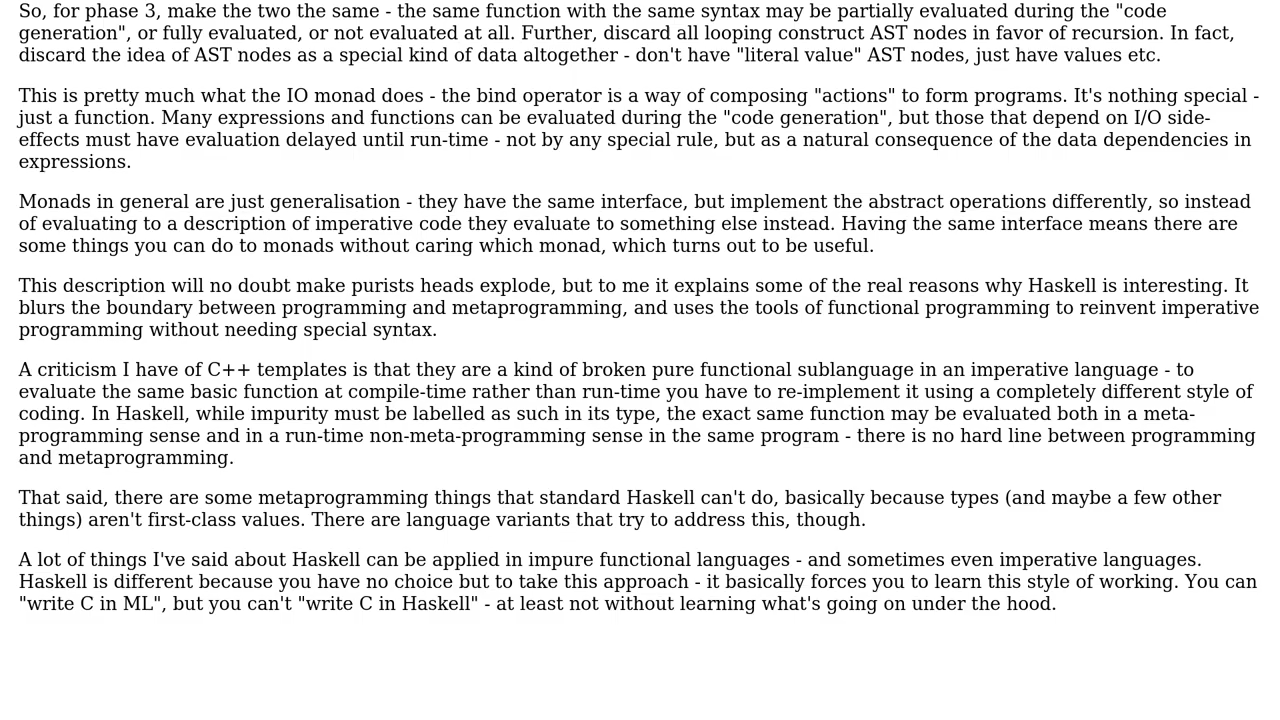 So, for phase 3, make the two the same - the same function with the same syntax may be partially evaluated during the "code
generation", or fully evaluated, or not evaluated at all. Further, discard all looping construct AST nodes in favor of recursion. In fact,
discard the idea of AST nodes as a special kind of data altogether - don't have "literal value" AST nodes, just have values etc.
This is pretty much what the IO monad does - the bind operator is a way of composing "actions" to form programs. It's nothing special -
just a function. Many expressions and functions can be evaluated during the "code generation", but those that depend on I/O side-
effects must have evaluation delayed until run-time - not by any special rule, but as a natural consequence of the data dependencies in
expressions.
Monads in general are just generalisation - they have the same interface, but implement the abstract operations differently, so instead
of evaluating to a description of imperative code they evaluate to something else instead. Having the same interface means there are
some things you can do to monads without caring which monad, which turns out to be useful.
This description will no doubt make purists heads explode, but to me it explains some of the real reasons why Haskell is interesting. It
blurs the boundary between programming and metaprogramming, and uses the tools of functional programming to reinvent imperative
programming without needing special syntax.
A criticism I have of C++ templates is that they are a kind of broken pure functional sublanguage in an imperative language - to
evaluate the same basic function at compile-time rather than run-time you have to re-implement it using a completely different style of
coding. In Haskell, while impurity must be labelled as such in its type, the exact same function may be evaluated both in a meta-
programming sense and in a run-time non-meta-programming sense in the same program - there is no hard line between programming
and metaprogramming.
That said, there are some metaprogramming things that standard Haskell can't do, basically because types (and maybe a few other
things) aren't first-class values. There are language variants that try to address this, though.
A lot of things I've said about Haskell can be applied in impure functional languages - and sometimes even imperative languages.
Haskell is different because you have no choice but to take this approach - it basically forces you to learn this style of working. You can
"write C in ML", but you can't "write C in Haskell" - at least not without learning what's going on under the hood.